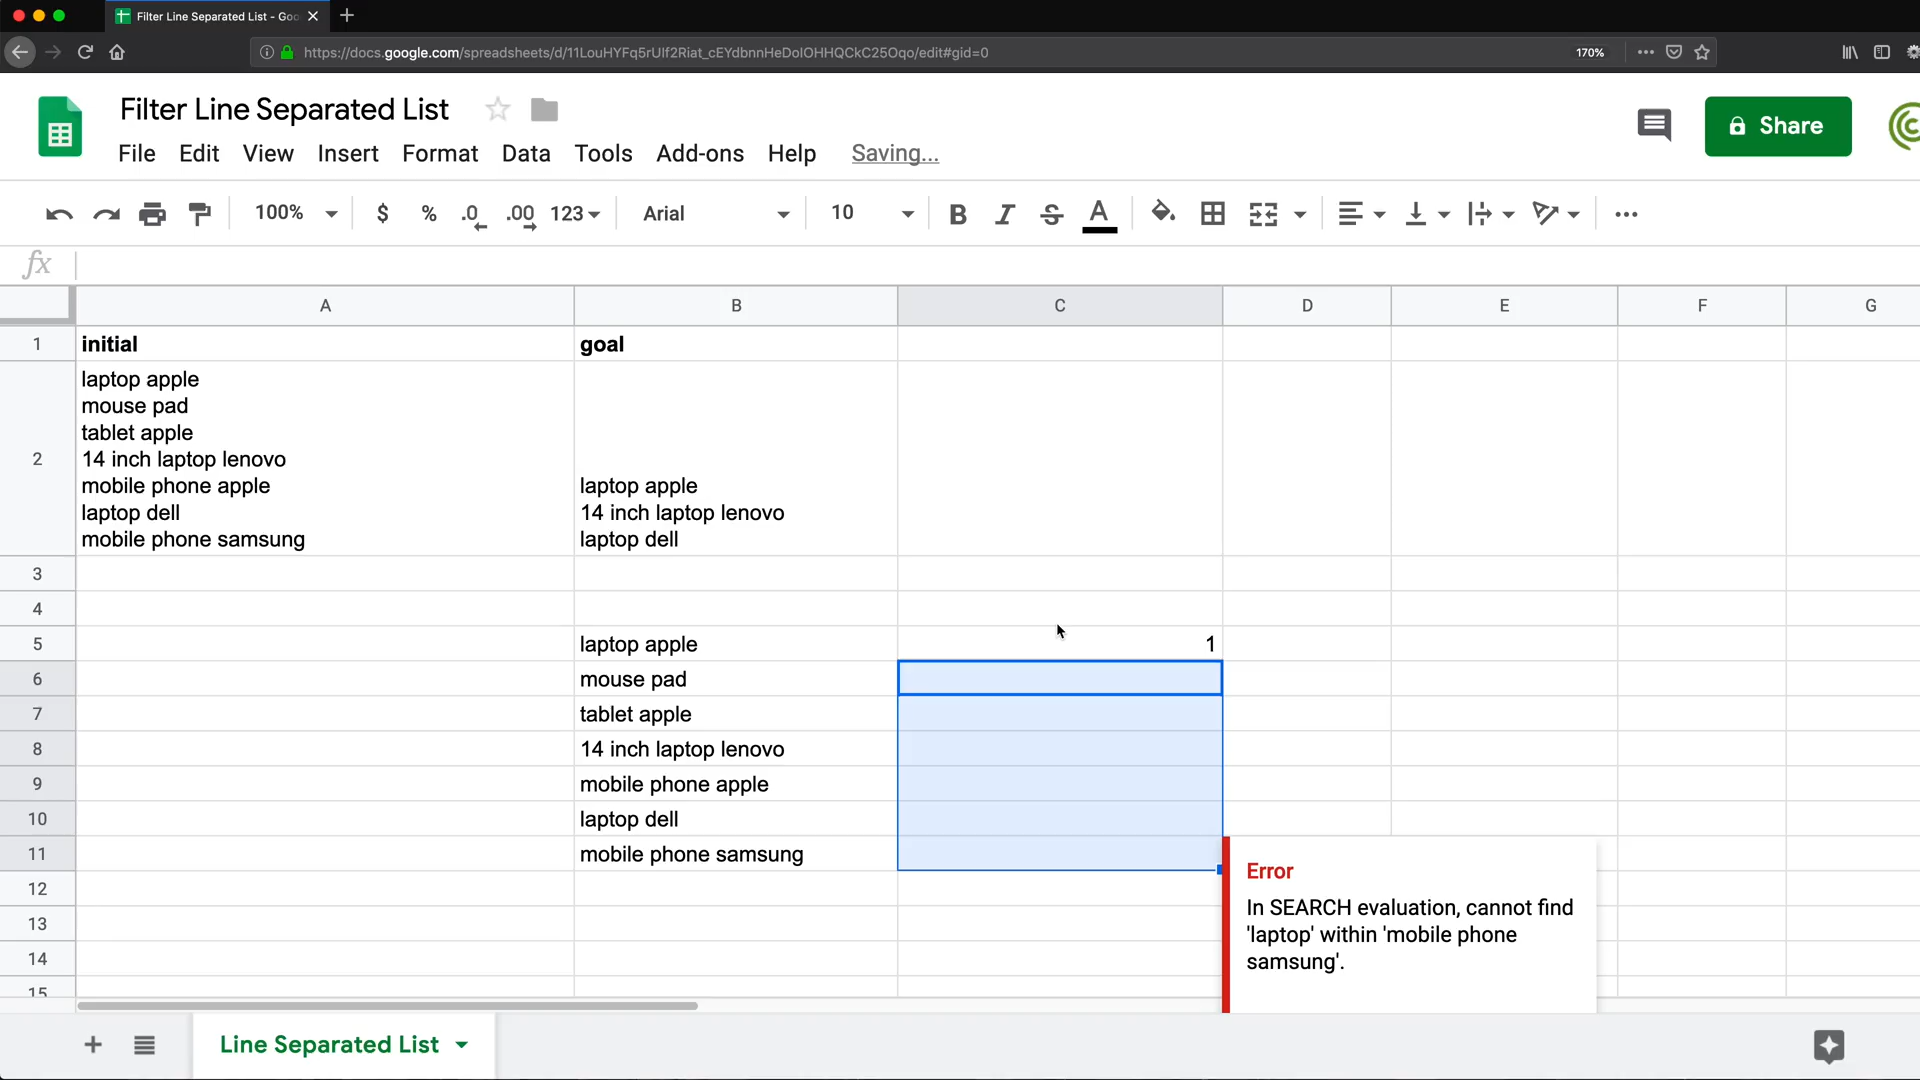 Filter Line Separated List - Goo
https://docs.google.com/spreadsheets/d/11LouHYFq5rUlf2Riat_cEYdbnnHeDoIOHHQCkC25Oqo/edit#gid=0
170%
Filter Line Separated List
File Edit View Insert Format Data Tools Add-ons Help Saving...
Share
100% $ % .0 .00 123 Arial 10 B I S A
fx
A B C D E F G
1 initial goal
2
laptop apple
mouse pad
tablet apple
14 inch laptop lenovo
mobile phone apple
laptop dell
mobile phone samsung
laptop apple
14 inch laptop lenovo
laptop dell
3
4
5 laptop apple 1
6 mouse pad
7 tablet apple
8 14 inch laptop lenovo
9 mobile phone apple
10 laptop dell
11 mobile phone samsung
12
13
14
15
Error
In SEARCH evaluation, cannot find
'laptop' within 'mobile phone
samsung'.
Line Separated List